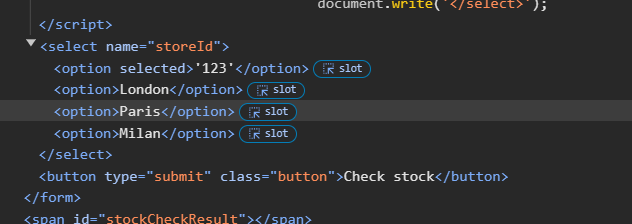 document.write('</select>');
</script>
<select name="storeId">
<option selected>'123'</option> slot
<option>London</option> slot
<option>Paris</option> slot
<option>Milan</option> slot
</select>
<button type="submit" class="button">Check stock</button>
</form>
<span id="stockCheckResult"></span>